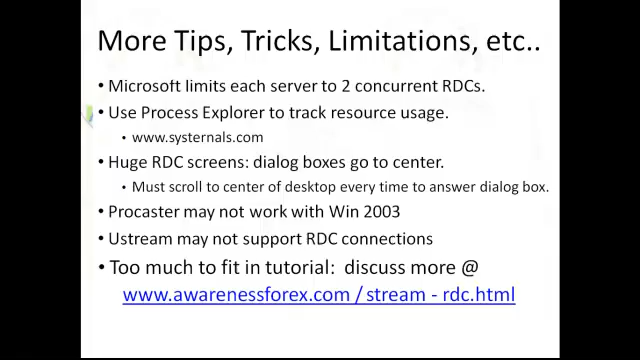 More Tips, Tricks, Limitations, etc..
• Microsoft limits each server to 2 concurrent RDCs.
• Use Process Explorer to track resource usage.
• www.systernals.com
• Huge RDC screens: dialog boxes go to center.
• Must scroll to center of desktop every time to answer dialog box.
• Procaster may not work with Win 2003
• Ustream may not support RDC connections
• Too much to fit in tutorial: discuss more @
www.awarenessforex.com / stream - rdc.html